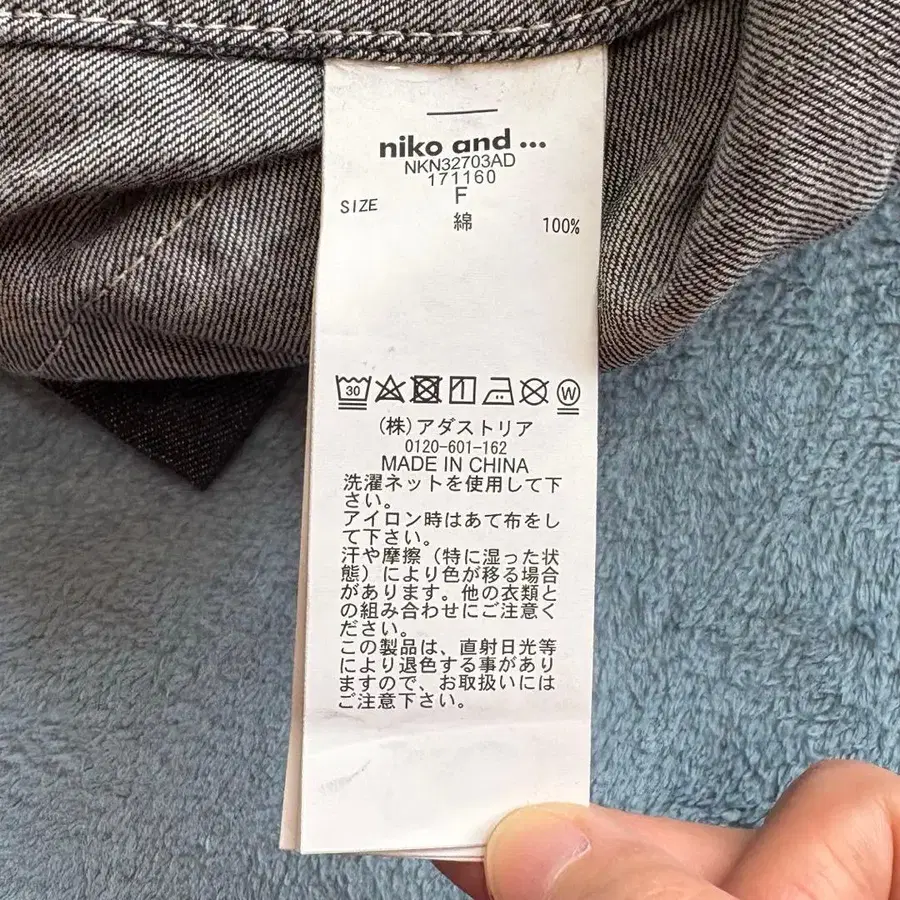 niko and ...
NKN32703AD
171160
SIZE F
綿 100%
30 W
(株)アダストリア
0120-601-162
MADE IN CHINA
洗濯ネットを使用して下
さい。
アイロン時はあて布をし
て下さい。
汗や摩擦（特に湿った状
態）により色が移る場合
があります。他の衣類と
の組み合わせにご注意く
ださい。
この製品は、直射日光等
により退色する事があり
ますので、お取扱いには
ご注意下さい。